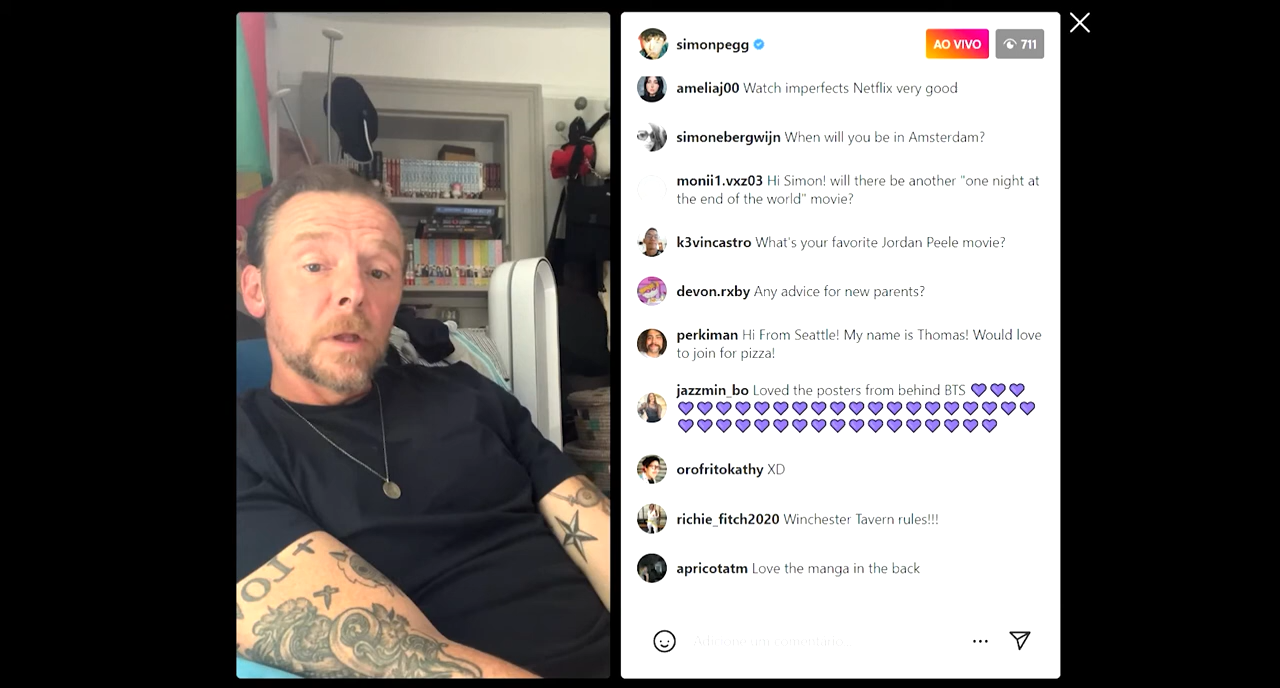 simonpegg
AO VIVO
711
ameliaj00 Watch imperfects Netflix very good
simonebergwijn When will you be in Amsterdam?
monii1.vxz03 Hi Simon! will there be another "one night at
the end of the world" movie?
k3vincastro What's your favorite Jordan Peele movie?
devon.rxby Any advice for new parents?
perkiman Hi From Seattle! My name is Thomas! Would love
to join for pizza!
jazzmin_bo Loved the posters from behind BTS 💜💜💜
💜💜💜💜💜💜💜💜💜💜💜💜💜💜💜💜💜💜💜
💜💜💜💜💜💜💜💜💜💜💜💜💜💜💜💜💜
orofritokathy XD
richie_fitch2020 Winchester Tavern rules!!!
apricotatm Love the manga in the back
Adicione um comentário...